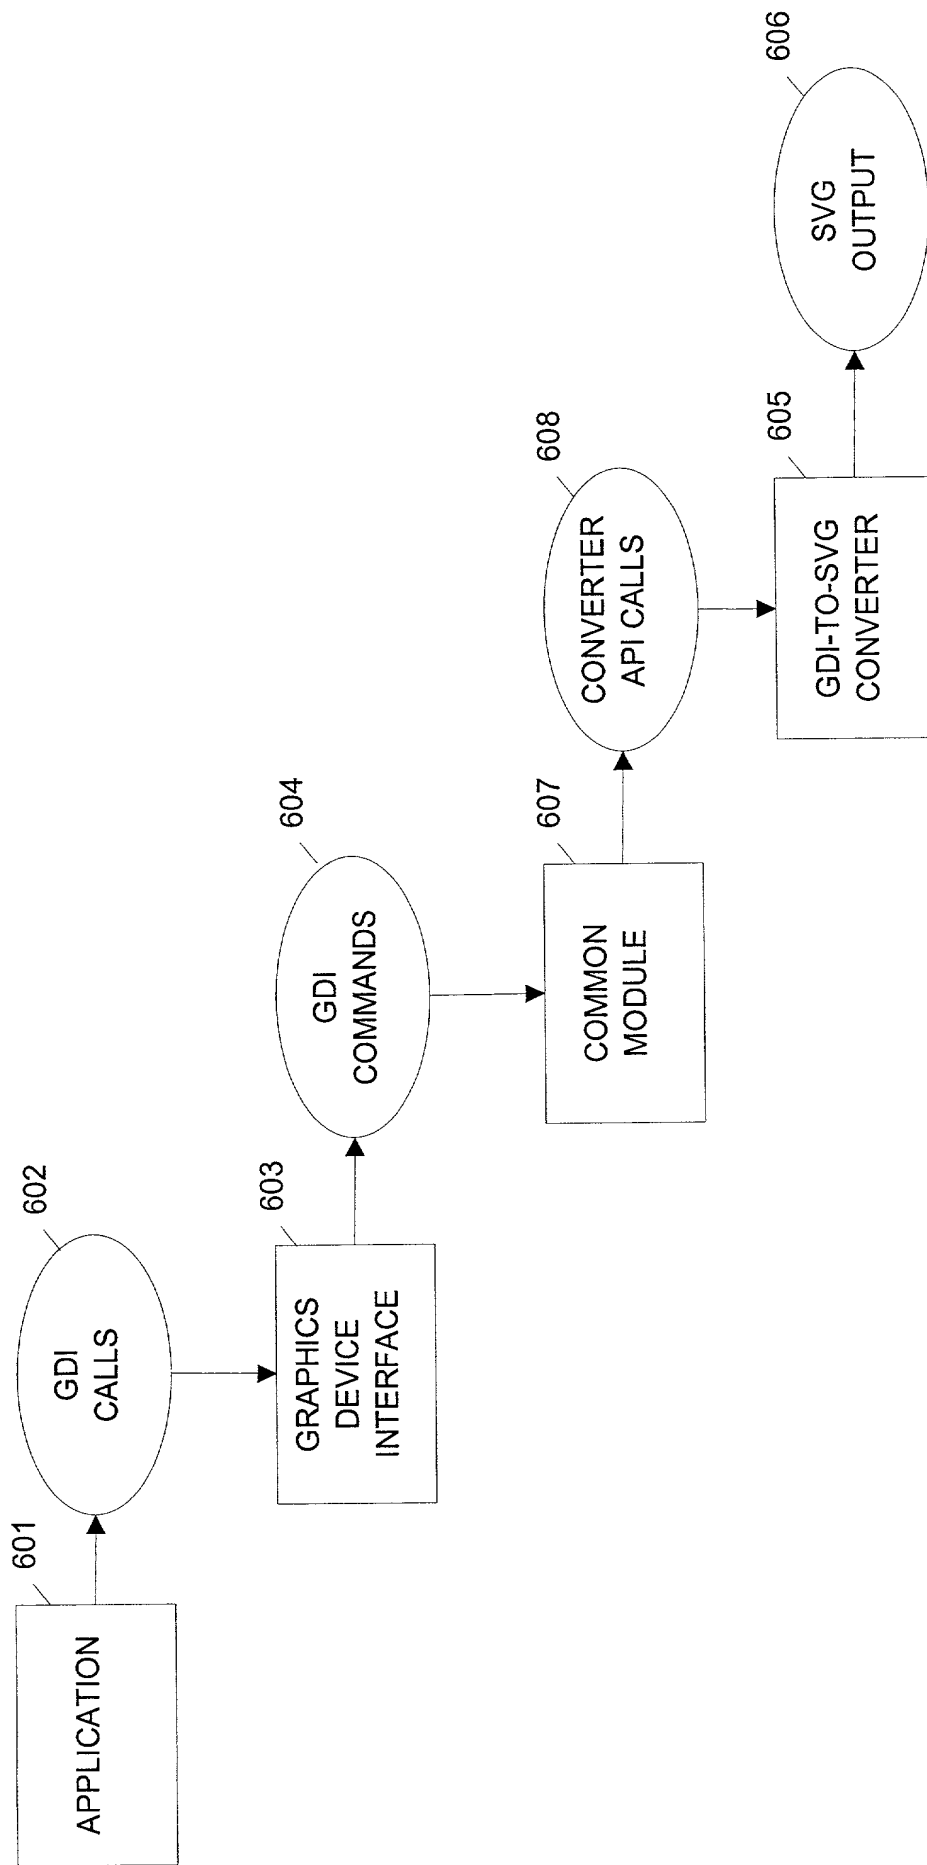 601
APPLICATION
602
GDI
CALLS
603
GRAPHICS
DEVICE
INTERFACE
604
GDI
COMMANDS
607
COMMON
MODULE
608
CONVERTER
API CALLS
605
GDI-TO-SVG
CONVERTER
606
SVG
OUTPUT